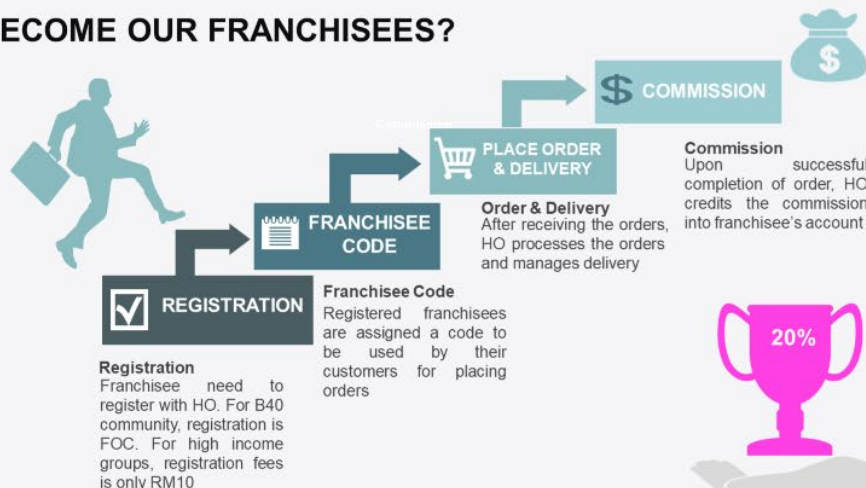 ECOME OUR FRANCHISEES?
$
$ COMMISSION
Commission
Upon successful
completion of order, HO
credits the commission
into franchisee's account
PLACE ORDER
& DELIVERY
Order & Delivery
After receiving the orders,
HO processes the orders
and manages delivery
FRANCHISEE
CODE
Franchisee Code
Registered franchisees
are assigned a code to
be used by their
customers for placing
orders
REGISTRATION
Registration
Franchisee need to
register with HO. For B40
community, registration is
FOC. For high income
groups, registration fees
is only RM10
20%